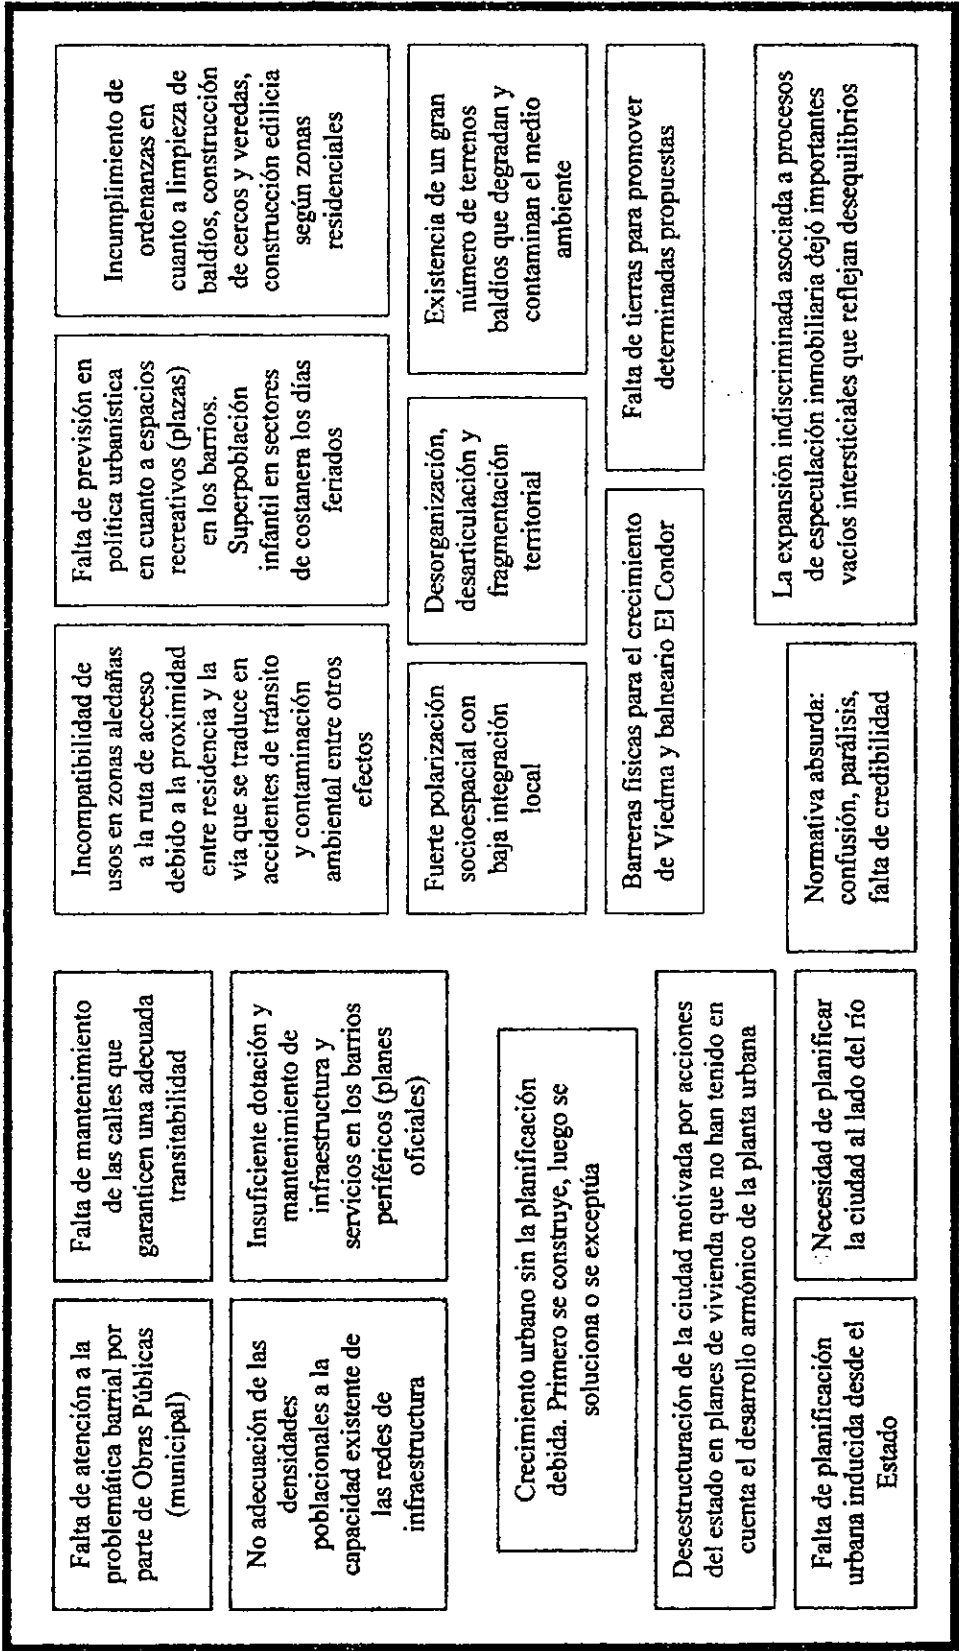 Falta de atención a la
problemática barrial por
parte de Obras Públicas
(municipal)
Falta de mantenimiento
de las calles que
garanticen una adecuada
transitabilidad
Incompatibilidad de
usos en zonas aledañas
a la ruta de acceso
debido a la proximidad
entre residencia y la
vía que se traduce en
accidentes de tránsito
y contaminación
ambiental entre otros
efectos
Falta de previsión en
política urbanística
en cuanto a espacios
recreativos (plazas)
en los barrios.
Superpoblación
infantil en sectores
de costanera los días
feriados
Incumplimiento de
ordenanzas en
cuanto a limpieza de
baldíos, construcción
de cercos y veredas,
construcción edilicia
según zonas
residenciales
No adecuación de las
densidades
poblacionales a la
capacidad existente de
las redes de
infraestructura
Insuficiente dotación y
mantenimiento de
infraestructura y
servicios en los barrios
periféricos (planes
oficiales)
Fuerte polarización
socioespacial con
baja integración
local
Desorganización,
desarticulación y
fragmentación
territorial
Existencia de un gran
número de terrenos
baldíos que degradan y
contaminan el medio
ambiente
Crecimiento urbano sin la planificación
debida. Primero se construye, luego se
soluciona o se exceptúa
Barreras físicas para el crecimiento
de Viedma y balneario El Condor
Falta de tierras para promover
determinadas propuestas
Desestructuración de la ciudad motivada por acciones
del estado en planes de vivienda que no han tenido en
cuenta el desarrollo armónico de la planta urbana
Falta de planificación
urbana inducida desde el
Estado
Necesidad de planificar
la ciudad al lado del río
Normativa absurda:
confusión, parálisis,
falta de credibilidad
La expansión indiscriminada asociada a procesos
de especulación inmobiliaria dejó importantes
vacíos intersticiales que reflejan desequilibrios